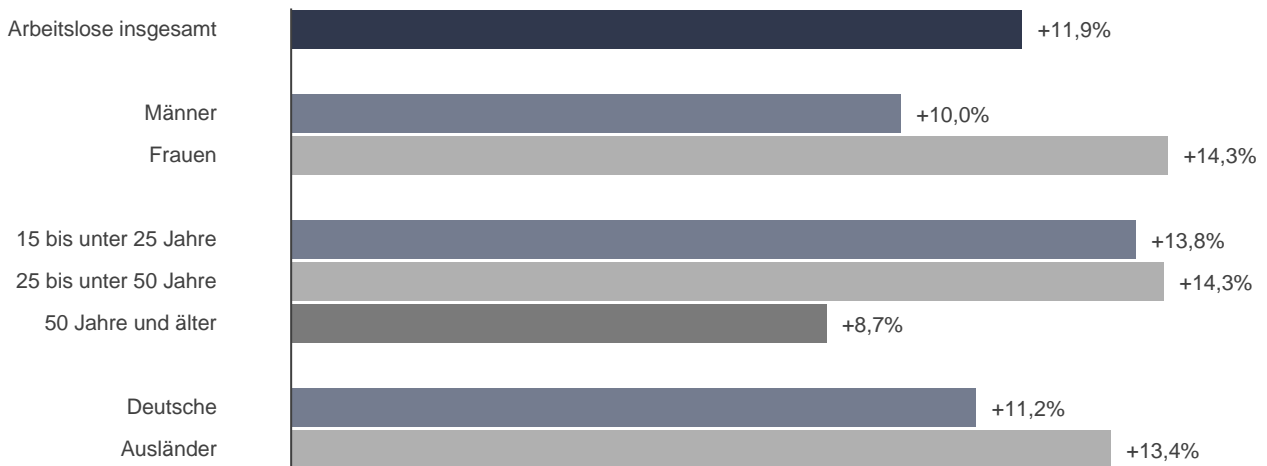 Arbeitslose insgesamt +11,9%
Männer +10,0%
Frauen +14,3%
15 bis unter 25 Jahre +13,8%
25 bis unter 50 Jahre +14,3%
50 Jahre und älter +8,7%
Deutsche +11,2%
Ausländer +13,4%